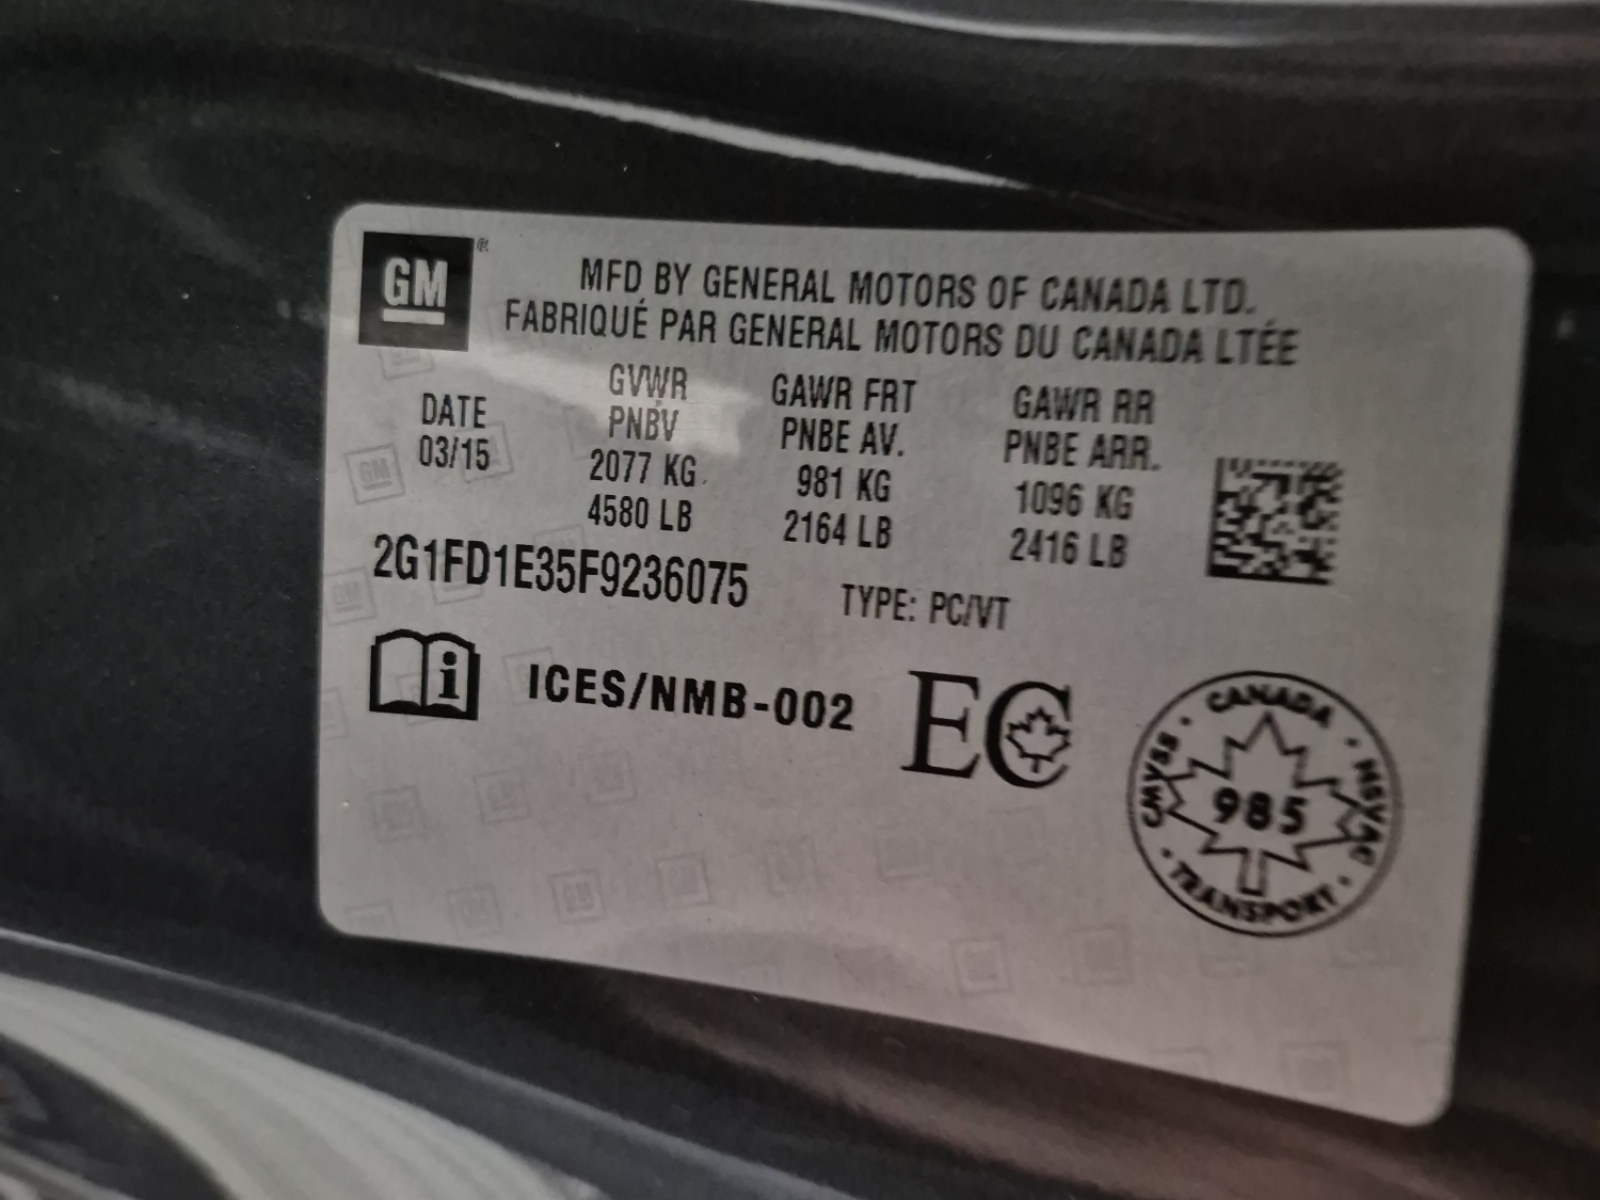 GM ®
MFD BY GENERAL MOTORS OF CANADA LTD.
FABRIQUÉ PAR GENERAL MOTORS DU CANADA LTÉE
DATE
03/15
GVWR
PNBV
2077 KG
4580 LB
GAWR FRT
PNBE AV.
981 KG
2164 LB
GAWR RR
PNBE ARR.
1096 KG
2416 LB
2G1FD1E35F9236075
TYPE: PC/VT
i
ICES/NMB-002
EC
CANADA
CMVSS
985
NSVAC
TRANSPORT